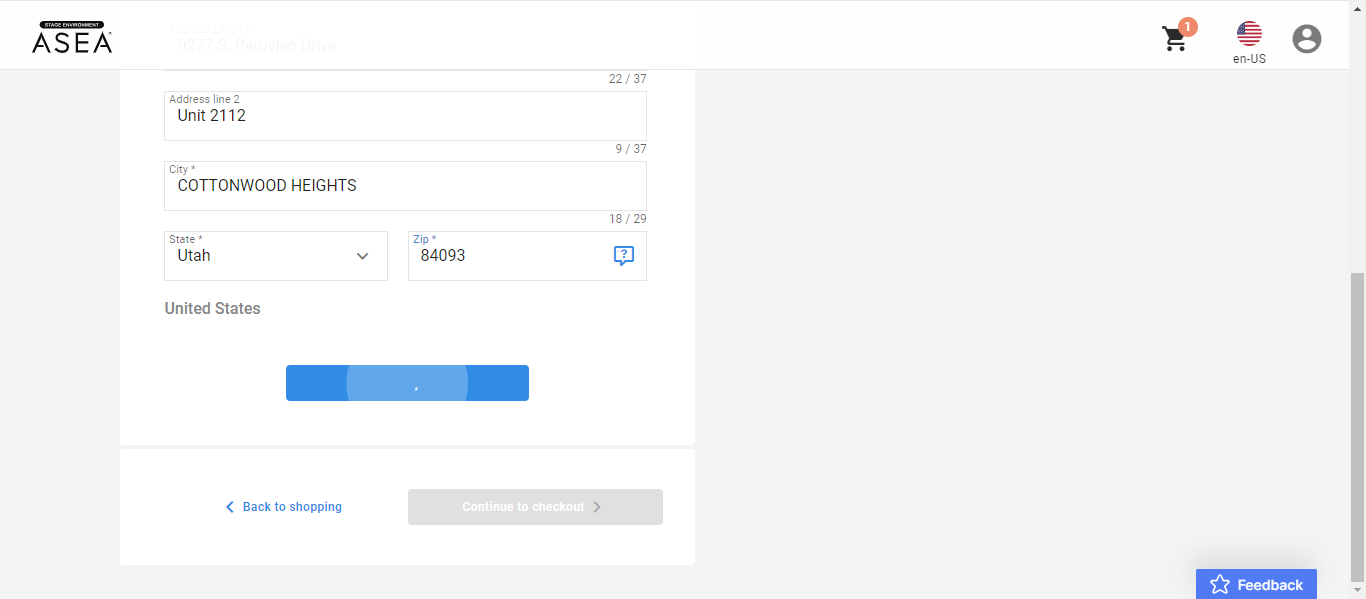 STAGE ENVIRONMENT
ASEA
Address Line 1 *
9277 S. Peruvian Drive
1
en-US
22 / 37
Address line 2
Unit 2112
9 / 37
City *
COTTONWOOD HEIGHTS
18 / 29
State *
Utah
Zip *
84093
?
United States
Back to shopping
Continue to checkout
Feedback